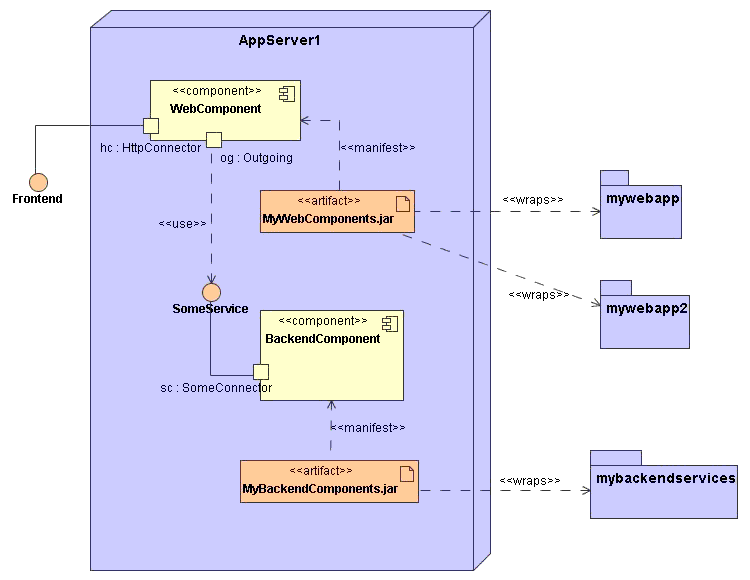 AppServer1
<<component>>
WebComponent
hc : HttpConnector
og : Outgoing
<<manifest>>
Frontend
<<artifact>>
MyWebComponents.jar
<<wraps>>
mywebapp
<<use>>
<<wraps>>
mywebapp2
SomeService
<<component>>
BackendComponent
sc : SomeConnector
<<manifest>>
<<artifact>>
MyBackendComponents.jar
<<wraps>>
mybackendservices